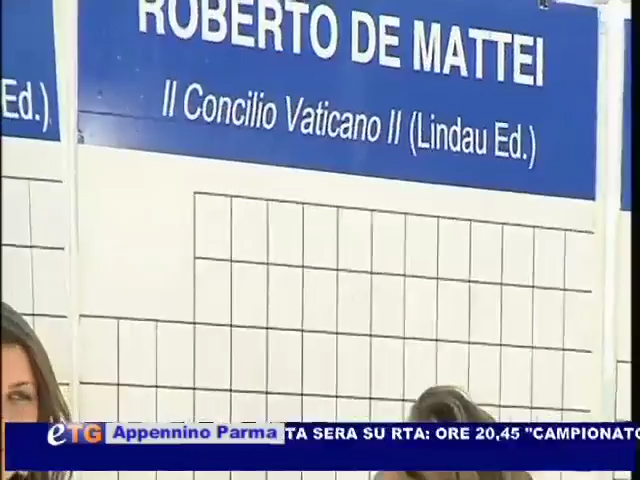 ROBERTO DE MATTEI
Il Concilio Vaticano II (Lindau Ed.)
Ed.)
eTG Appennino Parma TA SERA SU RTA: ORE 20,45 "CAMPIONATO